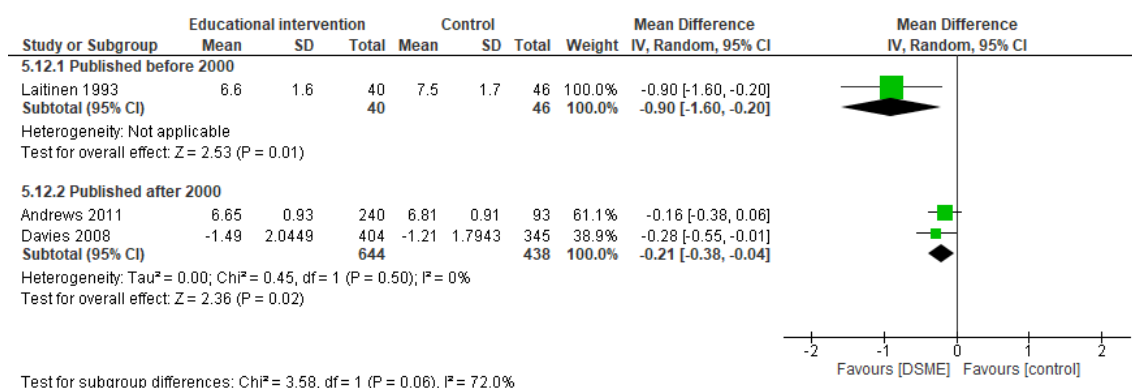 Educational intervention Control Mean Difference Mean Difference
Study or Subgroup Mean SD Total Mean SD Total Weight IV, Random, 95% CI IV, Random, 95% CI
5.12.1 Published before 2000
Laitinen 1993 6.6 1.6 40 7.5 1.7 46 100.0% -0.90 [-1.60, -0.20]
Subtotal (95% CI) 40 46 100.0% -0.90 [-1.60, -0.20]
Heterogeneity: Not applicable
Test for overall effect: Z = 2.53 (P = 0.01)
5.12.2 Published after 2000
Andrews 2011 6.65 0.93 240 6.81 0.91 93 61.1% -0.16 [-0.38, 0.06]
Davies 2008 -1.49 2.0449 404 -1.21 1.7943 345 38.9% -0.28 [-0.55, -0.01]
Subtotal (95% CI) 644 438 100.0% -0.21 [-0.38, -0.04]
Heterogeneity: Tau² = 0.00; Chi² = 0.45, df = 1 (P = 0.50); I² = 0%
Test for overall effect: Z = 2.36 (P = 0.02)
-2 -1 0 1 2
Favours [DSME] Favours [control]
Test for subgroup differences: Chi² = 3.58, df = 1 (P = 0.06), I² = 72.0%